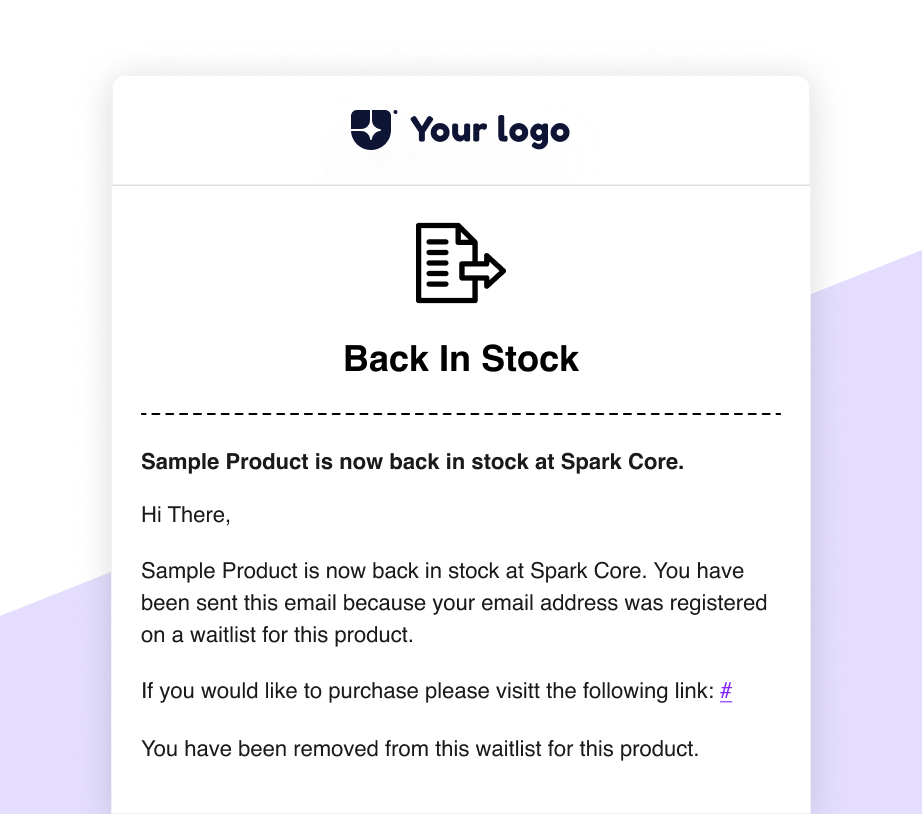 Your logo
Back In Stock
Sample Product is now back in stock at Spark Core.
Hi There,
Sample Product is now back in stock at Spark Core. You have
been sent this email because your email address was registered
on a waitlist for this product.
If you would like to purchase please visitt the following link: #
You have been removed from this waitlist for this product.